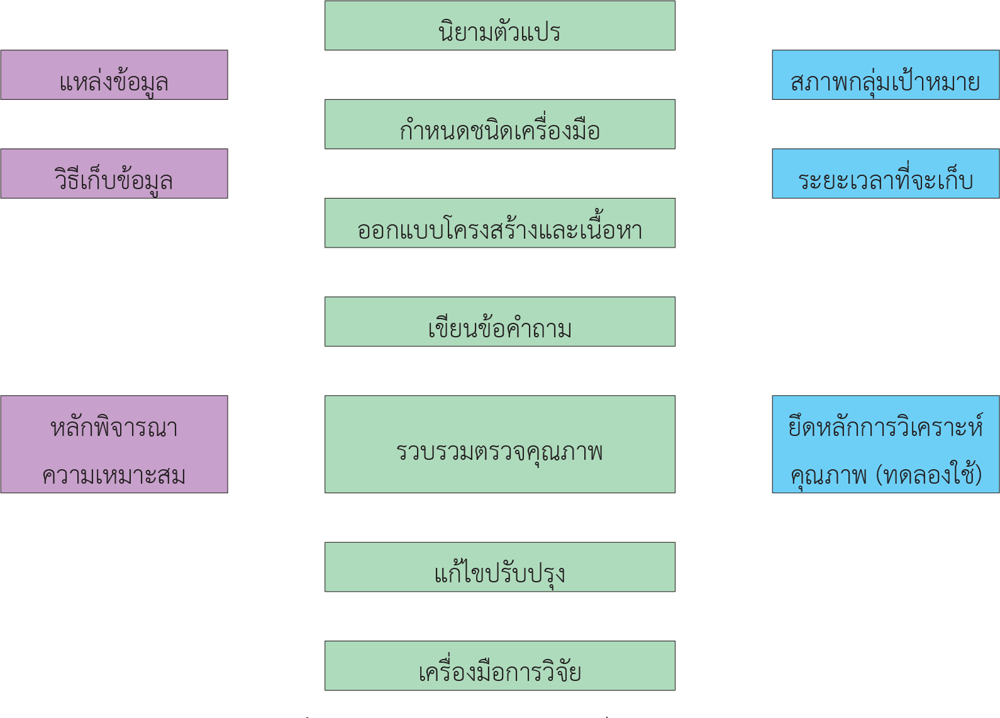 นิยามตัวแปร
แหล่งข้อมูล
สภาพกลุ่มเป้าหมาย
กำหนดชนิดเครื่องมือ
วิธีเก็บข้อมูล
ระยะเวลาที่จะเก็บ
ออกแบบโครงสร้างและเนื้อหา
เขียนข้อคำถาม
หลักพิจารณา
ความเหมาะสม
รวบรวมตรวจคุณภาพ
ยึดหลักการวิเคราะห์
คุณภาพ (ทดลองใช้)
แก้ไขปรับปรุง
เครื่องมือการวิจัย